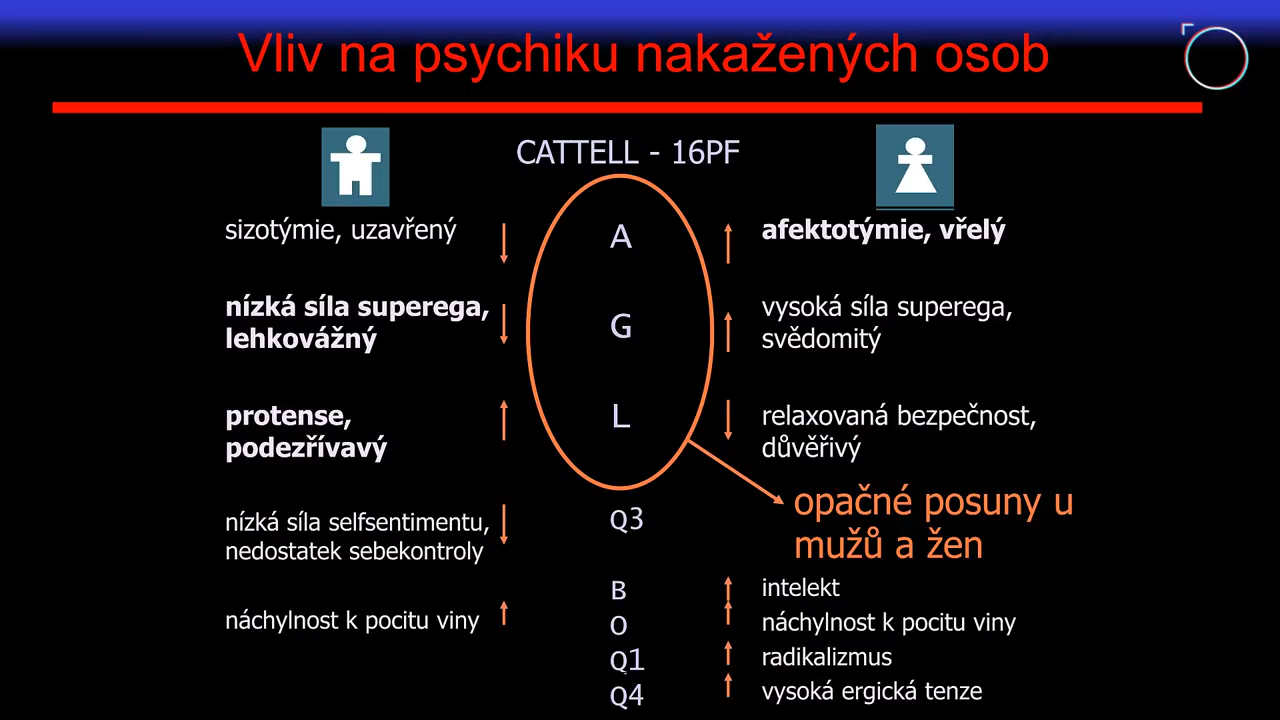 Vliv na psychiku nakažených osob
CATTELL - 16PF
sizotýmie, uzavřený
A
afektotýmie, vřelý
nízká síla superega,
lehkovážný
G
vysoká síla superega,
svědomitý
protense,
podezřívavý
L
relaxovaná bezpečnost,
důvěřivý
opačné posuny u
mužů a žen
nízká síla selfsentimentu,
nedostatek sebekontroly
Q3
B
intelekt
náchylnost k pocitu viny
O
náchylnost k pocitu viny
Q1
radikalizmus
Q4
vysoká ergická tenze